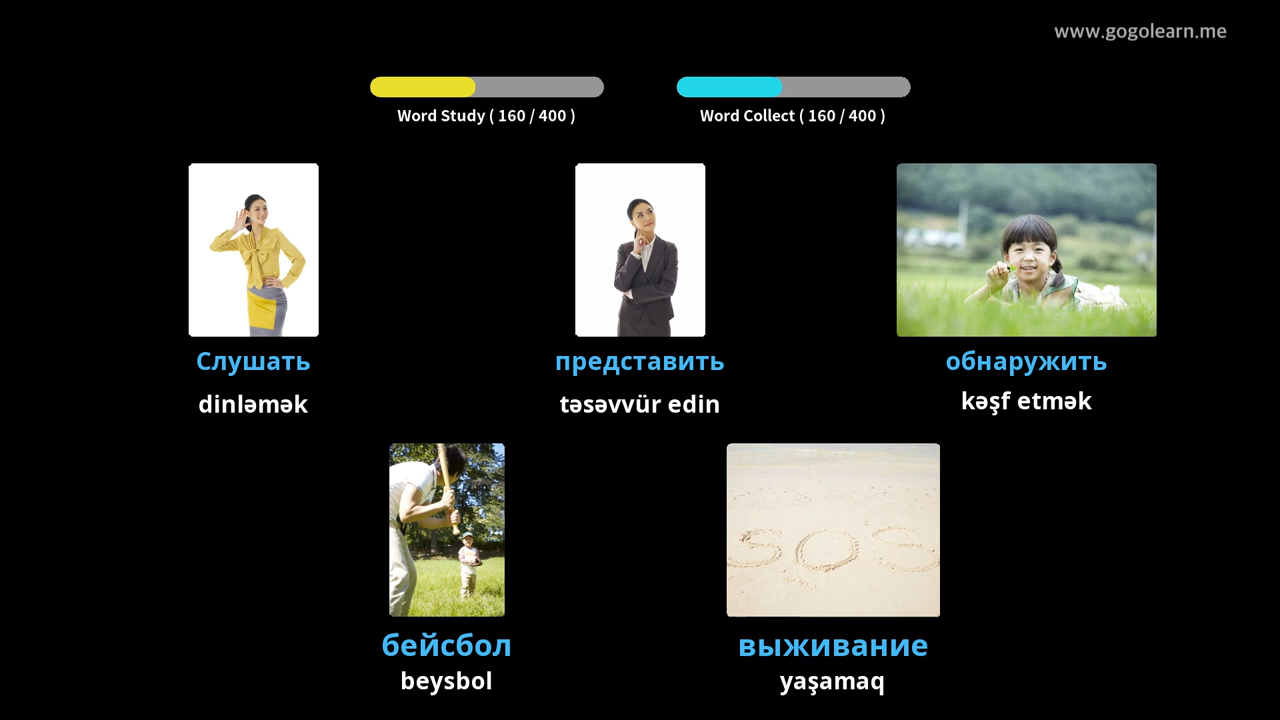 www.gogolearn.me
Word Study ( 160 / 400 )
Word Collect ( 160 / 400 )
Слушать
dinləmək
представить
təsəvvür edin
обнаружить
kəşf etmək
SOS
бейсбол
beysbol
выживание
yaşamaq